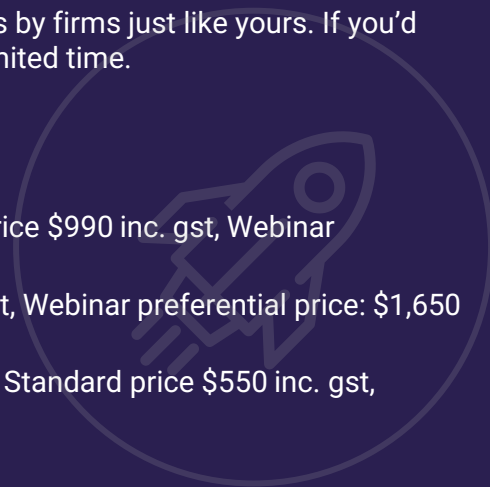 s by firms just like yours. If you’d
nited time.
rice $990 inc. gst, Webinar
t, Webinar preferential price: $1,650
Standard price $550 inc. gst,